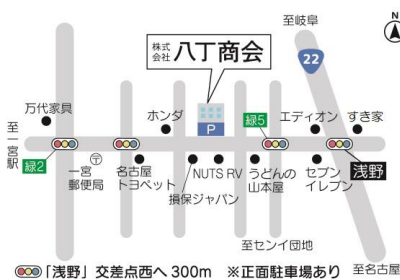 至岐阜
N
22
株式
会社 八丁商会
P
万代家具
ホンダ
緑5
エディオン
すき家
至一宮駅
緑2
〒
一宮
郵便局
名古屋
トヨペット
NUTS RV
損保ジャパン
うどんの
山本屋
セブン
イレブン
浅野
至センイ団地
至名古屋
「浅野」交差点西へ300m ※正面駐車場あり